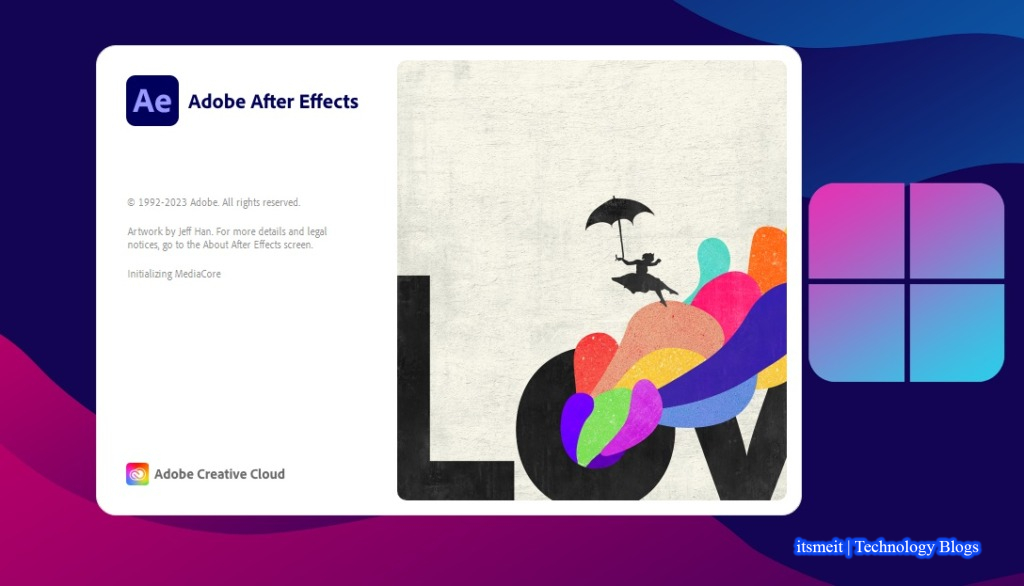 Ae Adobe After Effects
© 1992-2023 Adobe. All rights reserved.
Artwork by Jeff Han. For more details and legal
notices, go to the About After Effects screen.
Initializing MediaCore
LOV
Adobe Creative Cloud
itsmeit | Technology Blogs